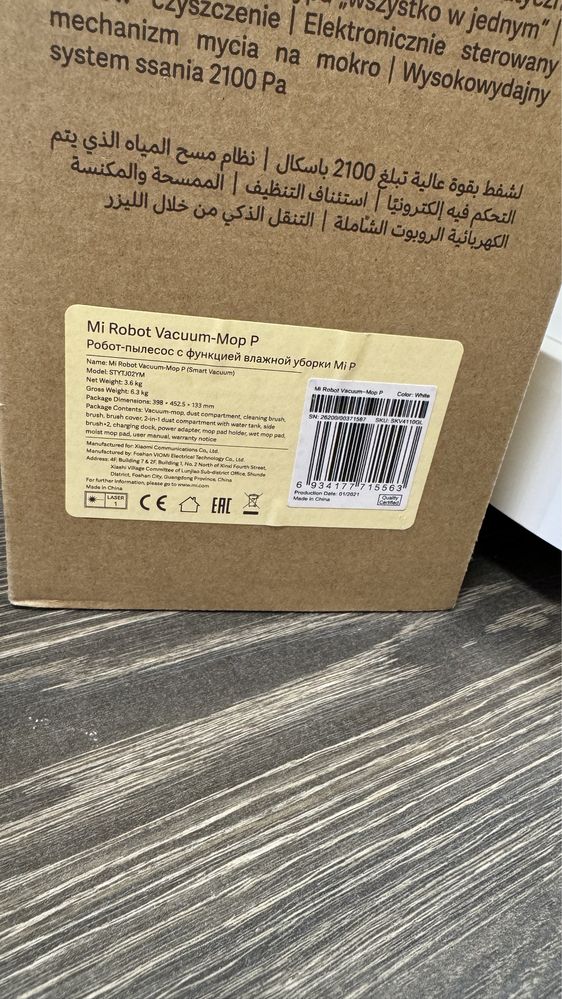 czyszczenie | Elektronicznie sterowany
„wszystko w jednym” |
mechanizm mycia na mokro | Wysokowydajny
system ssania 2100 Pa
لشفط بقوة عالية تبلغ 2100 باسكال | نظام مسح المياه الذي يتم
التحكم فيه إلكترونيًا | استئناف التنظيف | الممسحة والمكنسة
الكهربائية الروبوت الشاملة | التنقل الذكي من خلال الليزر
Mi Robot Vacuum-Mop P
Робот-пылесос с функцией влажной уборки Mi P
Name: Mi Robot Vacuum-Mop P (Smart Vacuum)
Model: STYTJ02YM
Net Weight: 3.6 kg
Gross Weight: 6.3 kg
Package Dimensions: 398 × 452.5 × 133 mm
Package Contents: Vacuum-mop, dust compartment, cleaning brush,
brush, brush cover, 2-in-1 dust compartment with water tank, side
brush×2, charging dock, power adapter, mop pad holder, wet mop pad,
moist mop pad, user manual, warranty notice
Manufactured for: Xiaomi Communications Co., Ltd.
Manufactured by: Foshan VIOMI Electrical Technology Co., Ltd.
Address: 4F, Building 7 & 2F, Building 1, No. 2 North of Xinxi Fourth Street,
Xiashi Village Committee of Lunjiao Sub-district Office, Shunde
District, Foshan City, Guangdong Province, China
For further information, please go to www.mi.com
Made in China
LASER
1
CE
EAC
Mi Robot Vacuum-Mop P Color: White
SN: 26200/00371587 SKU: SKV4110GL
6 934177 715563
Production Date: 01/2021
Made in China
Quality
Certified